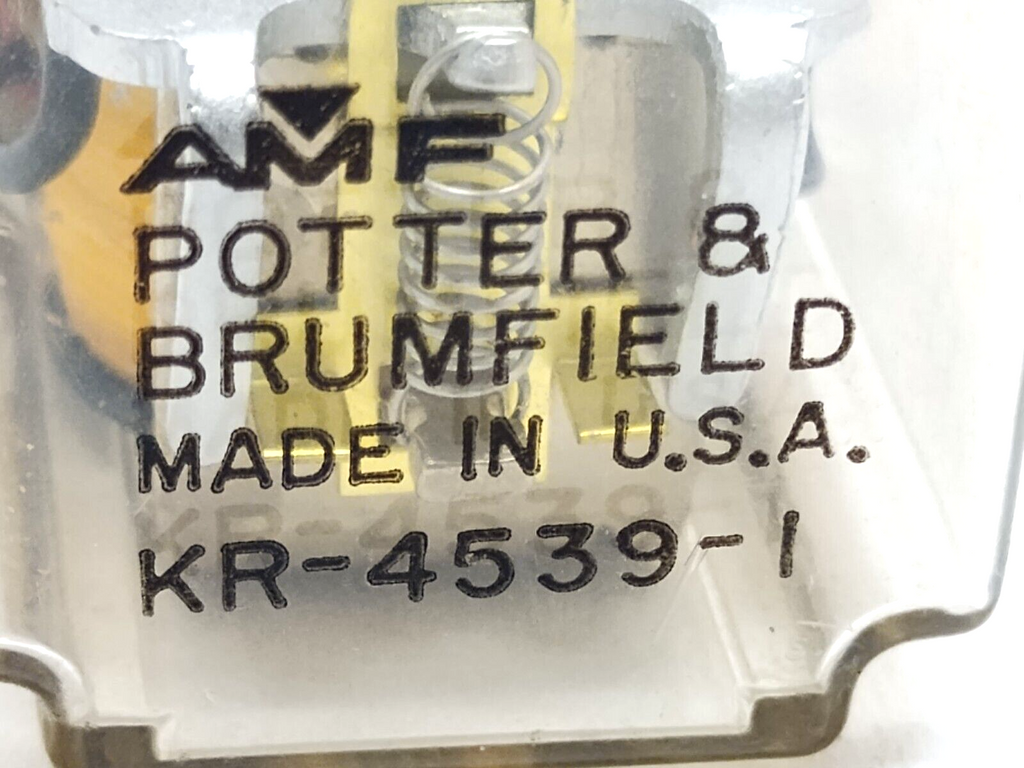 AMF
POTTER &
BRUMFIELD
MADE IN U.S.A.
KR-4539-1